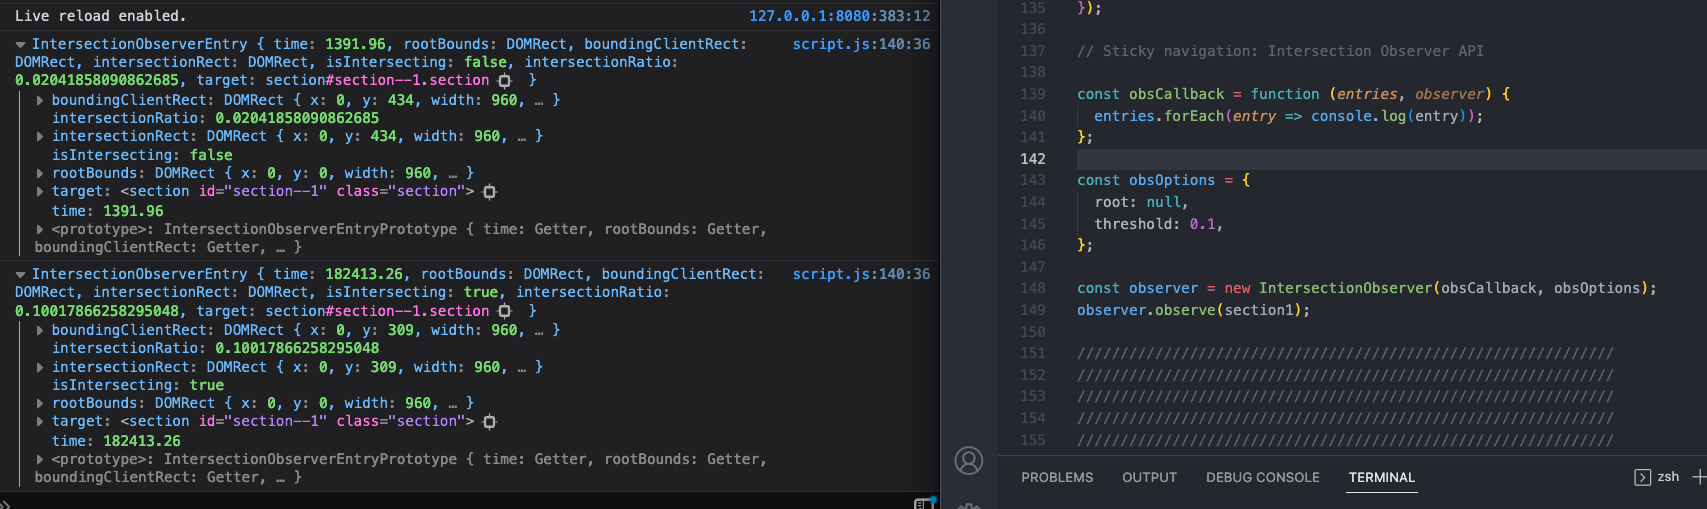 Live reload enabled. 127.0.0.1:8080:383:12
IntersectionObserverEntry { time: 1391.96, rootBounds: DOMRect, boundingClientRect: script.js:140:36
DOMRect, intersectionRect: DOMRect, isIntersecting: false, intersectionRatio:
0.02041858090862685, target: section#section--1.section }
boundingClientRect: DOMRect { x: 0, y: 434, width: 960, … }
intersectionRatio: 0.02041858090862685
intersectionRect: DOMRect { x: 0, y: 434, width: 960, … }
isIntersecting: false
rootBounds: DOMRect { x: 0, y: 0, width: 960, … }
target: <section id="section--1" class="section">
time: 1391.96
<prototype>: IntersectionObserverEntryPrototype { time: Getter, rootBounds: Getter,
boundingClientRect: Getter, … }
IntersectionObserverEntry { time: 182413.26, rootBounds: DOMRect, boundingClientRect: script.js:140:36
DOMRect, intersectionRect: DOMRect, isIntersecting: true, intersectionRatio:
0.10017866258295048, target: section#section--1.section }
boundingClientRect: DOMRect { x: 0, y: 309, width: 960, … }
intersectionRatio: 0.10017866258295048
intersectionRect: DOMRect { x: 0, y: 309, width: 960, … }
isIntersecting: true
rootBounds: DOMRect { x: 0, y: 0, width: 960, … }
target: <section id="section--1" class="section">
time: 182413.26
<prototype>: IntersectionObserverEntryPrototype { time: Getter, rootBounds: Getter,
boundingClientRect: Getter, … }
135 });
136
137 // Sticky navigation: Intersection Observer API
138
139 const obsCallback = function (entries, observer) {
140 entries.forEach(entry => console.log(entry));
141 };
142
143 const obsOptions = {
144 root: null,
145 threshold: 0.1,
146 };
147
148 const observer = new IntersectionObserver(obsCallback, obsOptions);
149 observer.observe(section1);
150
151 //////////////////////////////////////////////////////////////
152 //////////////////////////////////////////////////////////////
153 //////////////////////////////////////////////////////////////
154 //////////////////////////////////////////////////////////////
155 //////////////////////////////////////////////////////////////
PROBLEMS OUTPUT DEBUG CONSOLE TERMINAL zsh